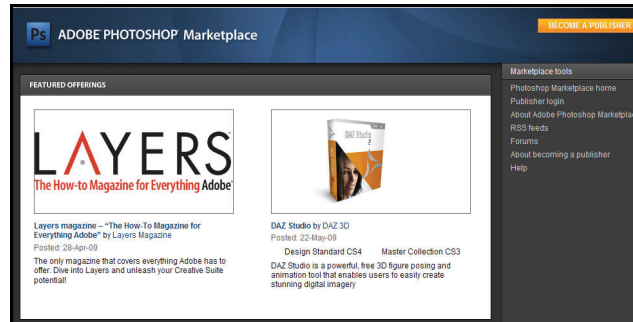 Ps ADOBE PHOTOSHOP Marketplace
BECOME A PUBLISHER
FEATURED OFFERINGS
LAYERS
The How-to Magazine for Everything Adobe
Layers magazine – "The How-To Magazine for
Everything Adobe" by Layers Magazine
Posted: 28-Apr-09
The only magazine that covers everything Adobe has to
offer. Dive into Layers and unleash your Creative Suite
potential!
DAZ Studio
DAZ Studio by DAZ 3D
Posted: 22-May-09
Design Standard CS4 Master Collection CS3
DAZ Studio is a powerful, free 3D figure posing and
animation tool that enables users to easily create
stunning digital imagery
Marketplace tools
Photoshop Marketplace home
Publisher login
About Adobe Photoshop Marketplac
RSS feeds
Forums
About becoming a publisher
Help